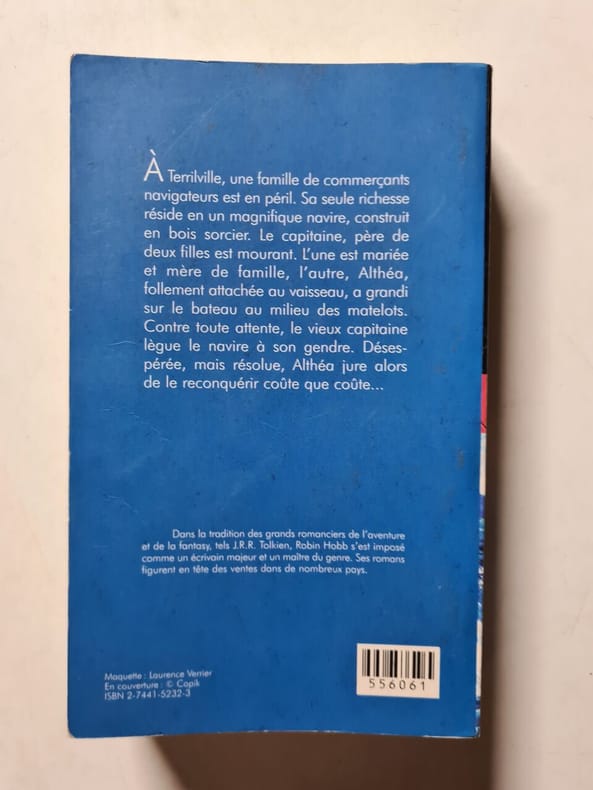 À Terrilville, une famille de commerçants
navigateurs est en péril. Sa seule richesse
réside en un magnifique navire, construit
en bois sorcier. Le capitaine, père de
deux filles est mourant. L'une est mariée
et mère de famille, l'autre, Althéa,
follement attachée au vaisseau, a grandi
sur le bateau au milieu des matelots.
Contre toute attente, le vieux capitaine
lègue le navire à son gendre. Déses-
pérée, mais résolue, Althéa jure alors
de le reconquérir coûte que coûte...
Dans la tradition des grands romanciers de l'aventure
et de la fantasy, tels J.R.R. Tolkien, Robin Hobb s'est imposé
comme un écrivain majeur et un maître du genre. Ses romans
figurent en tête des ventes dans de nombreux pays.
Maquette : Laurence Verrier
En couverture : © Copik
ISBN 2-7441-5232-3
556061